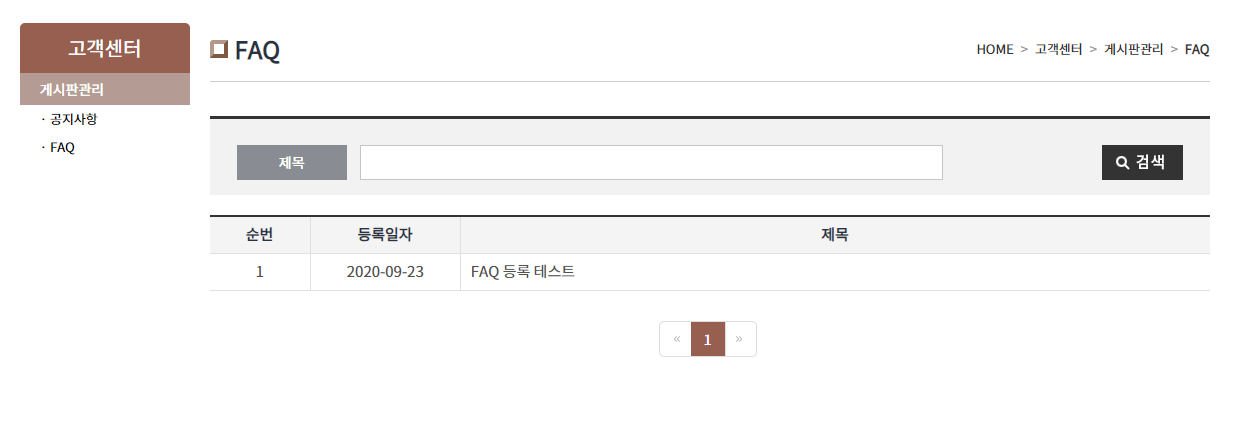 고객센터
게시판관리
· 공지사항
· FAQ
FAQ
HOME > 고객센터 > 게시판관리 > FAQ
제목
검색
순번 등록일자 제목
1 2020-09-23 FAQ 등록 테스트
« 1 »